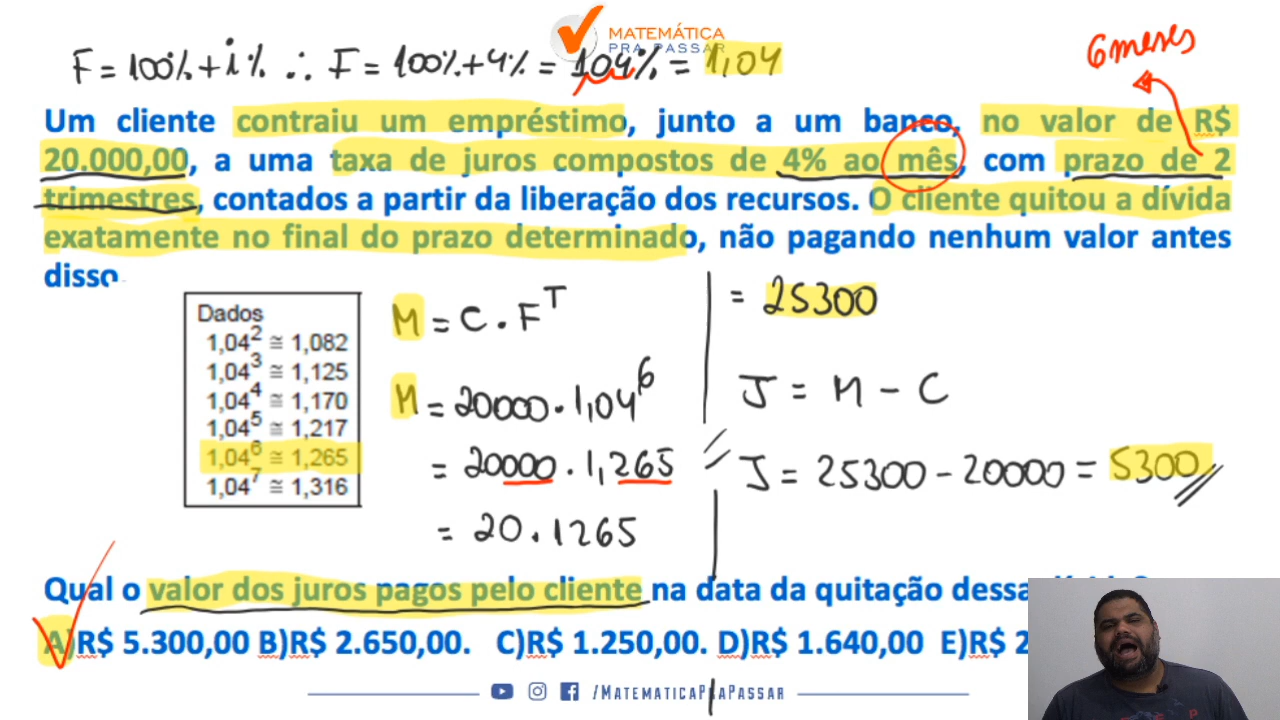 MATEMÁTICA
PRA PASSAR
F = 100% + i% ∴ F = 100% + 4% = 104% = 1,04
6 meses
Um cliente contraiu um empréstimo, junto a um banco, no valor de R$
20.000,00, a uma taxa de juros compostos de 4% ao mês, com prazo de 2
trimestres, contados a partir da liberação dos recursos. O cliente quitou a dívida
exatamente no final do prazo determinado, não pagando nenhum valor antes
disso.
Dados
1,04² ≅ 1,082
1,04³ ≅ 1,125
1,04⁴ ≅ 1,170
1,04⁵ ≅ 1,217
1,04⁶ ≅ 1,265
1,04⁷ ≅ 1,316
M = C . F^T
M = 20000 . 1,04⁶
= 20000 . 1,265
= 20 . 1265
= 25300
J = M - C
J = 25300 - 20000 = 5300
Qual o valor dos juros pagos pelo cliente na data da quitação dessa
A)R$ 5.300,00 B)R$ 2.650,00. C)R$ 1.250,00. D)R$ 1.640,00 E)R$ 2
/MATEMATICAPRAPASSAR